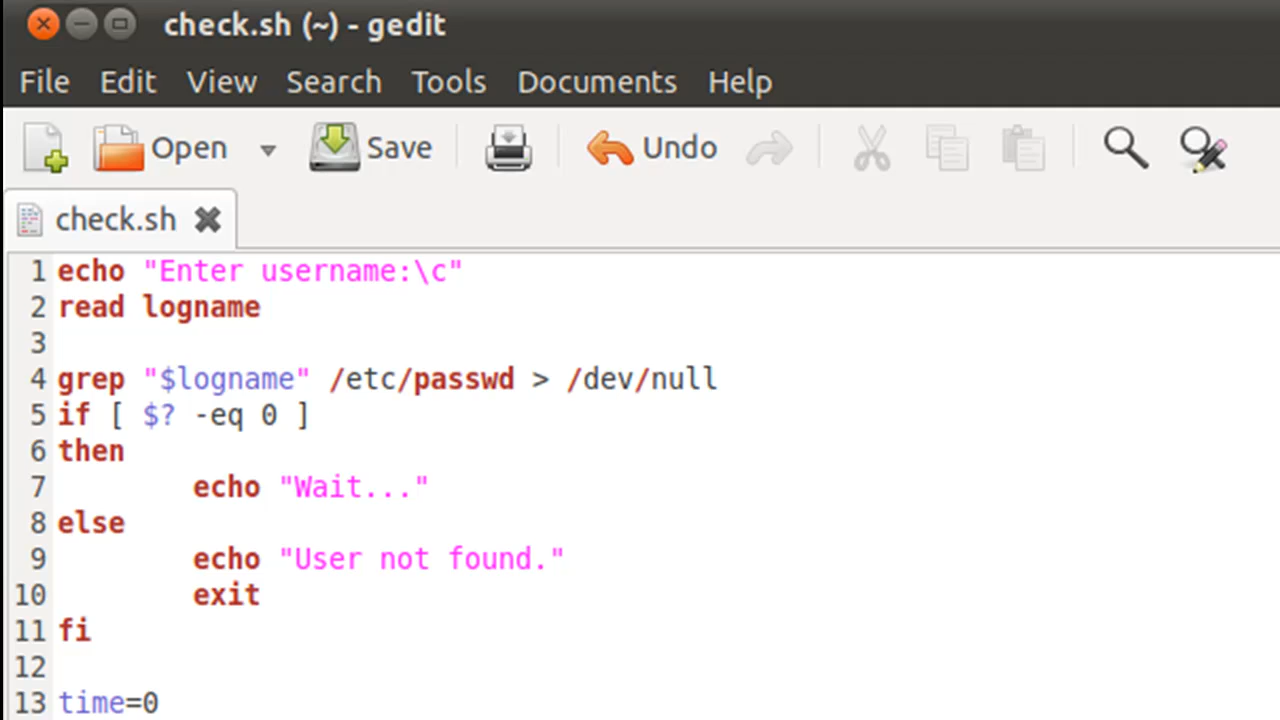 check.sh (~) - gedit
File Edit View Search Tools Documents Help
Open Save Undo
check.sh
1 echo "Enter username:\c"
2 read logname
3
4 grep "$logname" /etc/passwd > /dev/null
5 if [ $? -eq 0 ]
6 then
7 echo "Wait..."
8 else
9 echo "User not found."
10 exit
11 fi
12
13 time=0